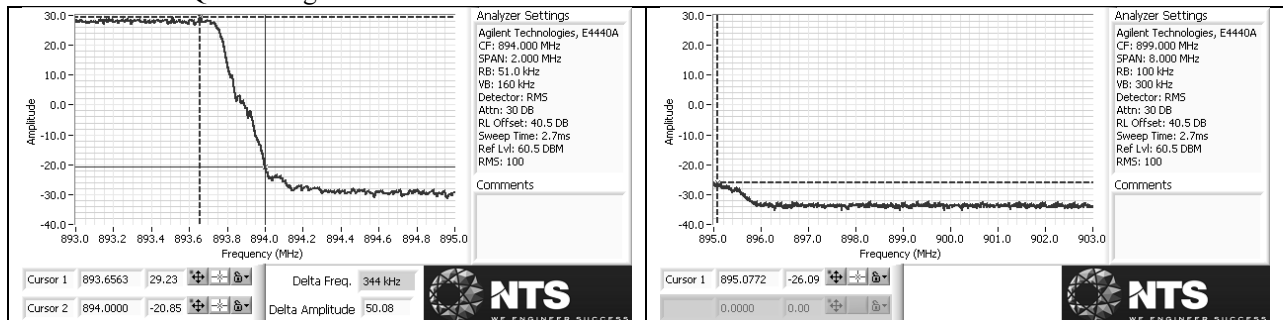 30.0
20.0
10.0
0.0
-10.0
-20.0
-30.0
-40.0
Amplitude
893.0 893.2 893.4 893.6 893.8 894.0 894.2 894.4 894.6 894.8 895.0
Frequency (MHz)
Analyzer Settings
Agilent Technologies, E4440A
CF: 894.000 MHz
SPAN: 2.000 MHz
RB: 51.0 kHz
VB: 160 kHz
Detector: RMS
Attn: 30 DB
RL Offset: 40.5 DB
Sweep Time: 2.7ms
Ref Lvl: 60.5 DBM
RMS: 100
Comments
Cursor 1 893.6563 29.23
Cursor 2 894.0000 -20.85
Delta Freq. 344 kHz
Delta Amplitude 50.08
NTS
WE ENGINEER SUCCESS
30.0
20.0
10.0
0.0
-10.0
-20.0
-30.0
-40.0
Amplitude
895.0 896.0 897.0 898.0 899.0 900.0 901.0 902.0 903.0
Frequency (MHz)
Analyzer Settings
Agilent Technologies, E4440A
CF: 899.000 MHz
SPAN: 8.000 MHz
RB: 100 kHz
VB: 300 kHz
Detector: RMS
Attn: 30 DB
RL Offset: 40.5 DB
Sweep Time: 2.7ms
Ref Lvl: 60.5 DBM
RMS: 100
Comments
Cursor 1 895.0772 -26.09
0.0000 0.00
NTS
WE ENGINEER SUCCESS